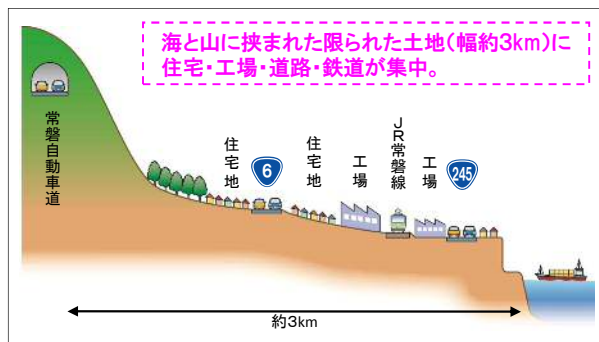 海と山に挟まれた限られた土地(幅約3km)に
住宅・工場・道路・鉄道が集中。
常磐自動車道
住宅地
6
住宅地
工場
JR常磐線
工場
245
約3km